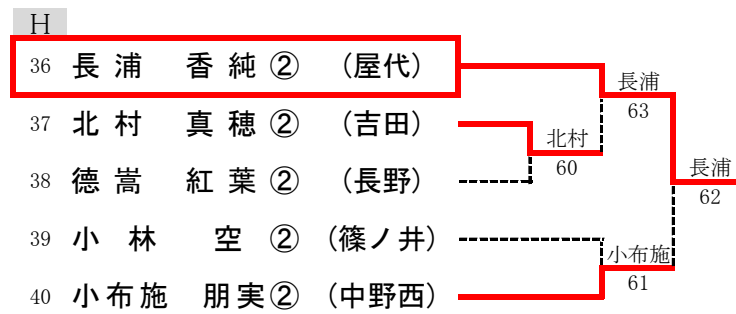 H
36 長浦 香純② (屋代)
長浦
63
37 北村 真穂② (吉田)
北村
60
長浦
62
38 德嵩 紅葉② (長野)
39 小林 空② (篠ノ井)
小布施
61
40 小布施 朋実② (中野西)